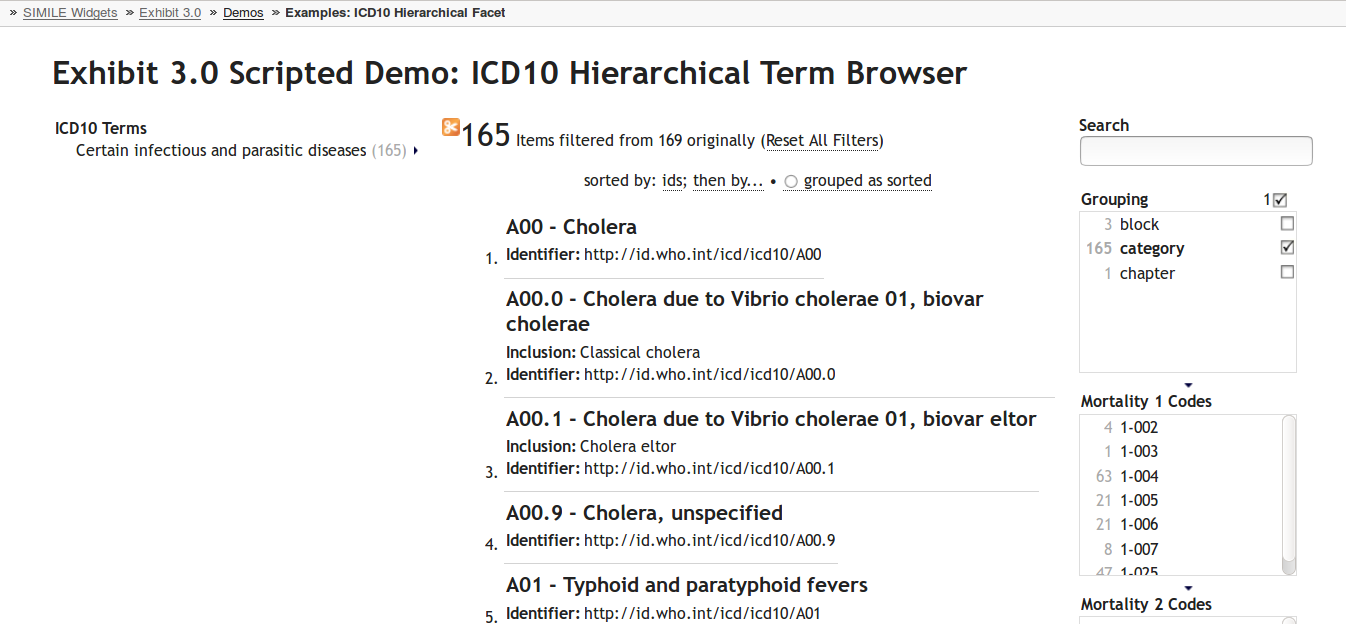 » SIMILE Widgets » Exhibit 3.0 » Demos » Examples: ICD10 Hierarchical Facet
Exhibit 3.0 Scripted Demo: ICD10 Hierarchical Term Browser
ICD10 Terms
Certain infectious and parasitic diseases (165)
165 Items filtered from 169 originally (Reset All Filters)
sorted by: ids; then by... • grouped as sorted
A00 - Cholera
1. Identifier: http://id.who.int/icd/icd10/A00
A00.0 - Cholera due to Vibrio cholerae 01, biovar
cholerae
Inclusion: Classical cholera
2. Identifier: http://id.who.int/icd/icd10/A00.0
A00.1 - Cholera due to Vibrio cholerae 01, biovar eltor
Inclusion: Cholera eltor
3. Identifier: http://id.who.int/icd/icd10/A00.1
A00.9 - Cholera, unspecified
4. Identifier: http://id.who.int/icd/icd10/A00.9
A01 - Typhoid and paratyphoid fevers
5. Identifier: http://id.who.int/icd/icd10/A01
Search
Grouping 1
3 block
165 category
1 chapter
Mortality 1 Codes
4 1-002
1 1-003
63 1-004
21 1-005
21 1-006
8 1-007
47 1-025
Mortality 2 Codes